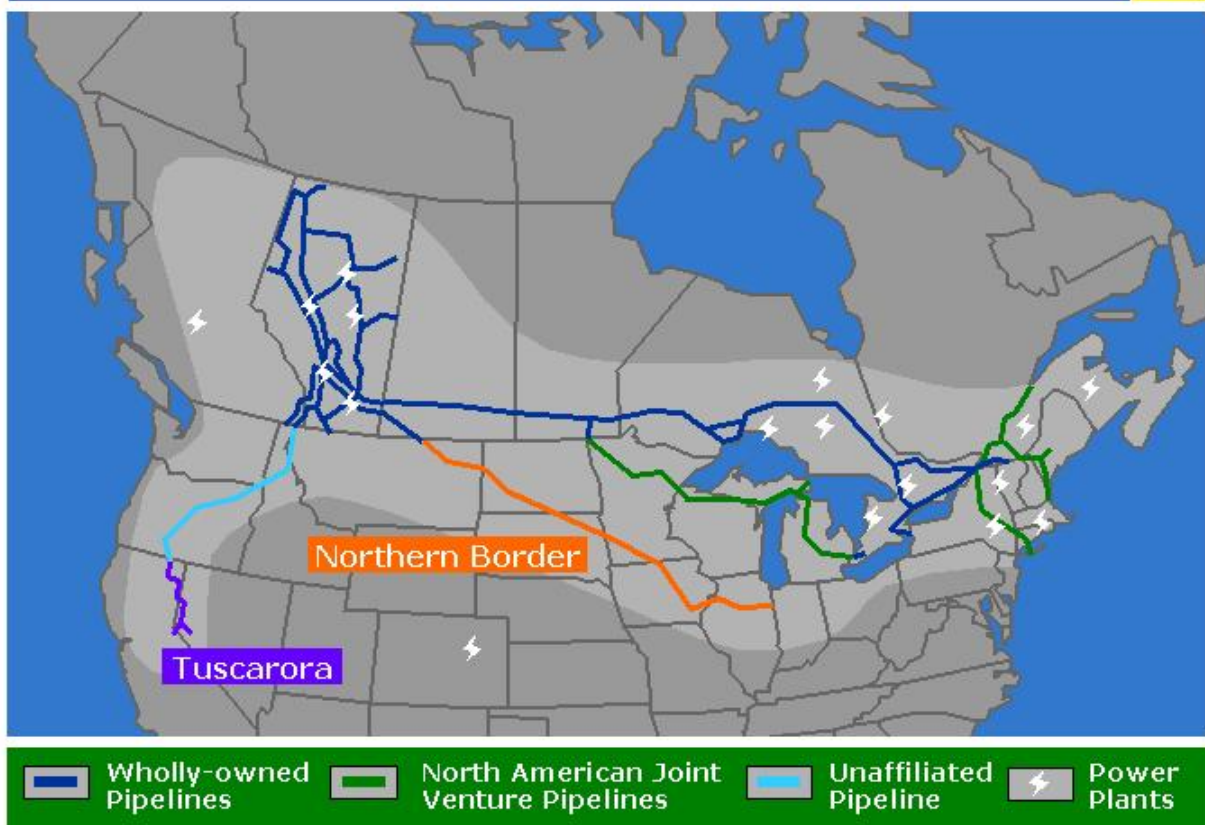 Northern Border
Tuscarora
Wholly-owned
Pipelines
North American Joint
Venture Pipelines
Unaffiliated
Pipeline
Power
Plants